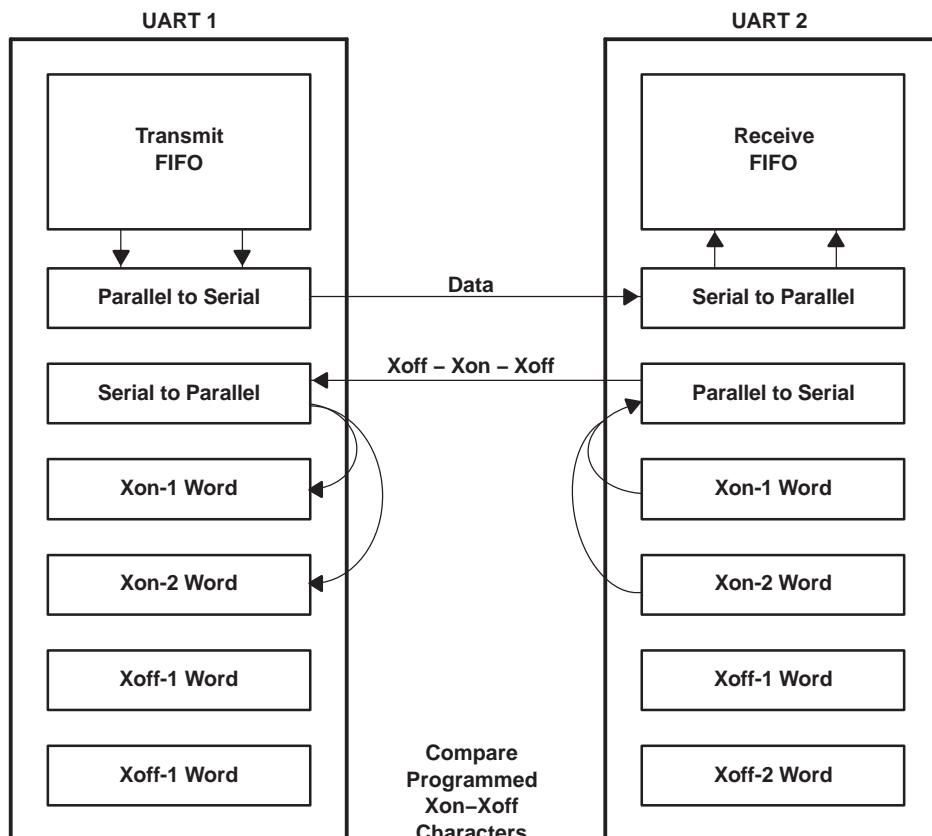 UART 1
UART 2
Transmit
FIFO
Receive
FIFO
Parallel to Serial
Data
Serial to Parallel
Serial to Parallel
Xoff – Xon – Xoff
Parallel to Serial
Xon-1 Word
Xon-1 Word
Xon-2 Word
Xon-2 Word
Xoff-1 Word
Xoff-1 Word
Xoff-1 Word
Compare
Programmed
Xon–Xoff
Characters
Xoff-2 Word